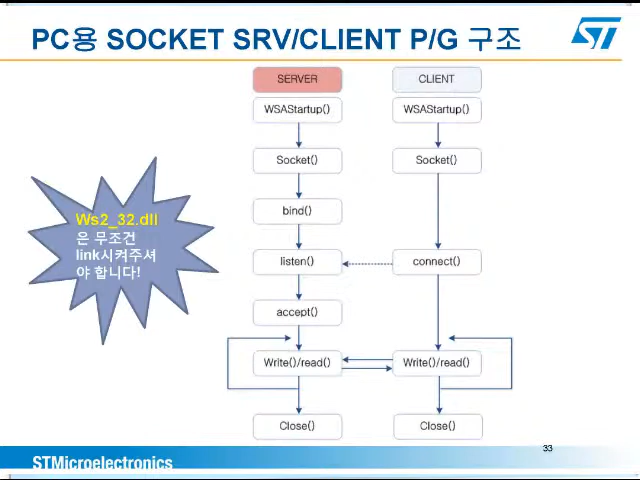 PC용 SOCKET SRV/CLIENT P/G 구조
ST
SERVER
CLIENT
WSAStartup()
WSAStartup()
Socket()
Socket()
bind()
listen()
connect()
accept()
Write()/read()
Write()/read()
Close()
Close()
Ws2_32.dll
은 무조건
link시켜주셔
야 합니다!
33
STMicroelectronics